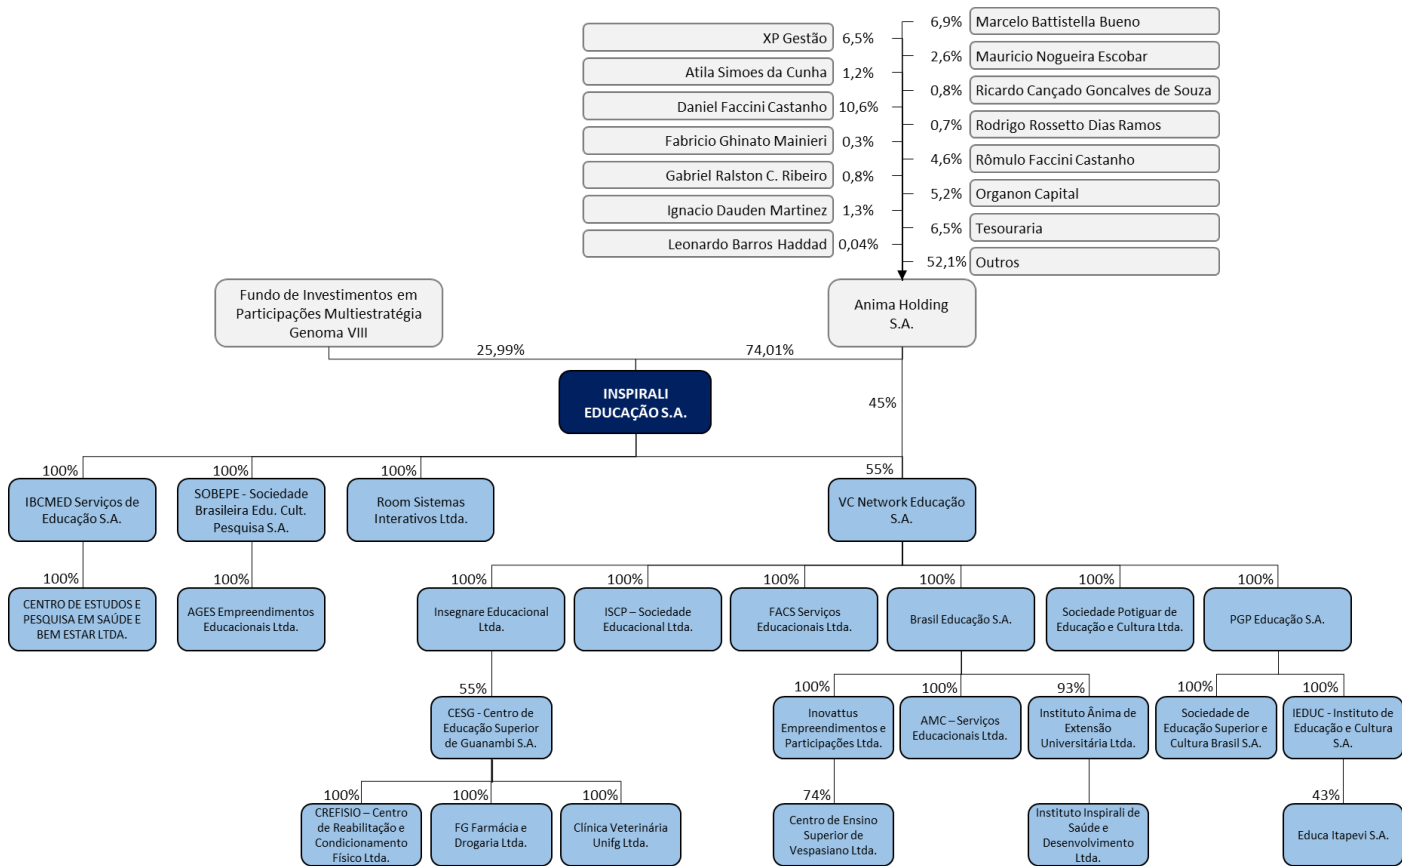 XP Gestão 6,5%
Atila Simoes da Cunha 1,2%
Daniel Faccini Castanho 10,6%
Fabricio Ghinato Mainieri 0,3%
Gabriel Ralston C. Ribeiro 0,8%
Ignacio Dauden Martinez 1,3%
Leonardo Barros Haddad 0,04%
6,9% Marcelo Battistella Bueno
2,6% Mauricio Nogueira Escobar
0,8% Ricardo Cançado Goncalves de Souza
0,7% Rodrigo Rossetto Dias Ramos
4,6% Rômulo Faccini Castanho
5,2% Organon Capital
6,5% Tesouraria
52,1% Outros
Fundo de Investimentos em
Participações Multiestratégia
Genoma VIII
Anima Holding
S.A.
25,99%
74,01%
INSPIRALI
EDUCAÇÃO S.A.
45%
100%
IBCMED Serviços de
Educação S.A.
100%
SOBEPE - Sociedade
Brasileira Edu. Cult.
Pesquisa S.A.
100%
Room Sistemas
Interativos Ltda.
55%
VC Network Educação
S.A.
100%
CENTRO DE ESTUDOS E
PESQUISA EM SAÚDE E
BEM ESTAR LTDA.
100%
AGES Empreendimentos
Educacionais Ltda.
100%
Insegnare Educacional
Ltda.
100%
ISCP – Sociedade
Educacional Ltda.
100%
FACS Serviços
Educacionais Ltda.
100%
Brasil Educação S.A.
100%
Sociedade Potiguar de
Educação e Cultura Ltda.
100%
PGP Educação S.A.
55%
CESG - Centro de
Educação Superior
de Guanambi S.A.
100%
Inovattus
Empreendimentos e
Participações Ltda.
100%
AMC – Serviços
Educacionais Ltda.
93%
Instituto Ânima de
Extensão
Universitária Ltda.
100%
Sociedade de
Educação Superior e
Cultura Brasil S.A.
100%
IEDUC - Instituto de
Educação e Cultura
S.A.
100%
CREFISIO – Centro
de Reabilitação e
Condicionamento
Físico Ltda.
100%
FG Farmácia e
Drogaria Ltda.
100%
Clínica Veterinária
Unifg Ltda.
74%
Centro de Ensino
Superior de
Vespasiano Ltda.
Instituto Inspirali de
Saúde e
Desenvolvimento
Ltda.
43%
Educa Itapevi S.A.